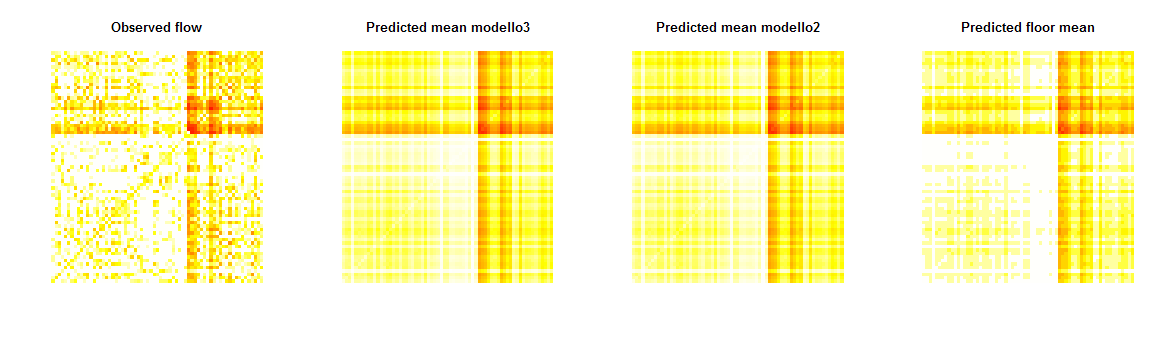 Observed flow
Predicted mean modello3
Predicted mean modello2
Predicted floor mean